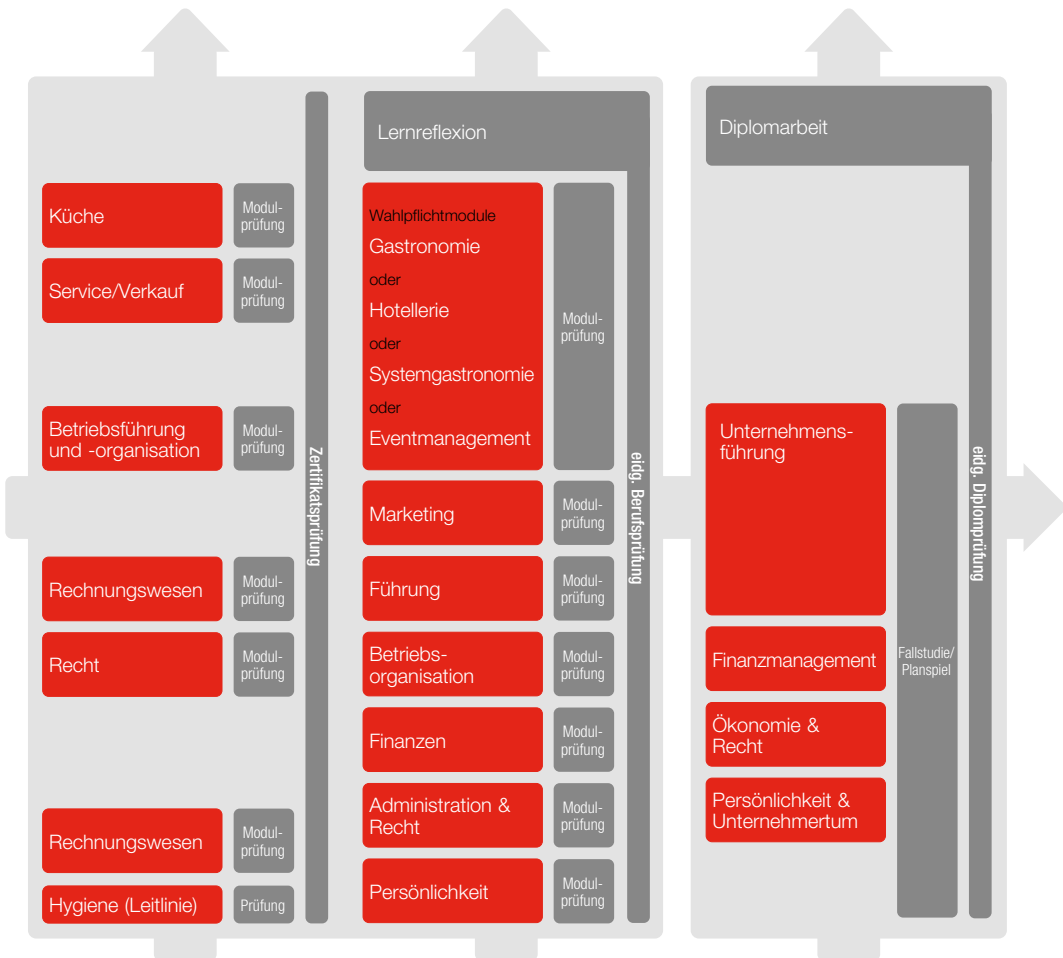 Küche
Modul-
prüfung
Service/Verkauf
Modul-
prüfung
Betriebsführung
und -organisation
Modul-
prüfung
Rechnungswesen
Modul-
prüfung
Recht
Modul-
prüfung
Rechnungswesen
Modul-
prüfung
Hygiene (Leitlinie)
Prüfung
Zertifikatsprüfung
Lernreflexion
Wahlpflichtmodule
Gastronomie
oder
Hotellerie
oder
Systemgastronomie
oder
Eventmanagement
Modul-
prüfung
Marketing
Modul-
prüfung
Führung
Modul-
prüfung
Betriebs-
organisation
Modul-
prüfung
Finanzen
Modul-
prüfung
Administration &
Recht
Modul-
prüfung
Persönlichkeit
Modul-
prüfung
eidg. Berufsprüfung
Diplomarbeit
Unternehmens-
führung
Finanzmanagement
Ökonomie &
Recht
Persönlichkeit &
Unternehmertum
Fallstudie/
Planspiel
eidg. Diplomprüfung